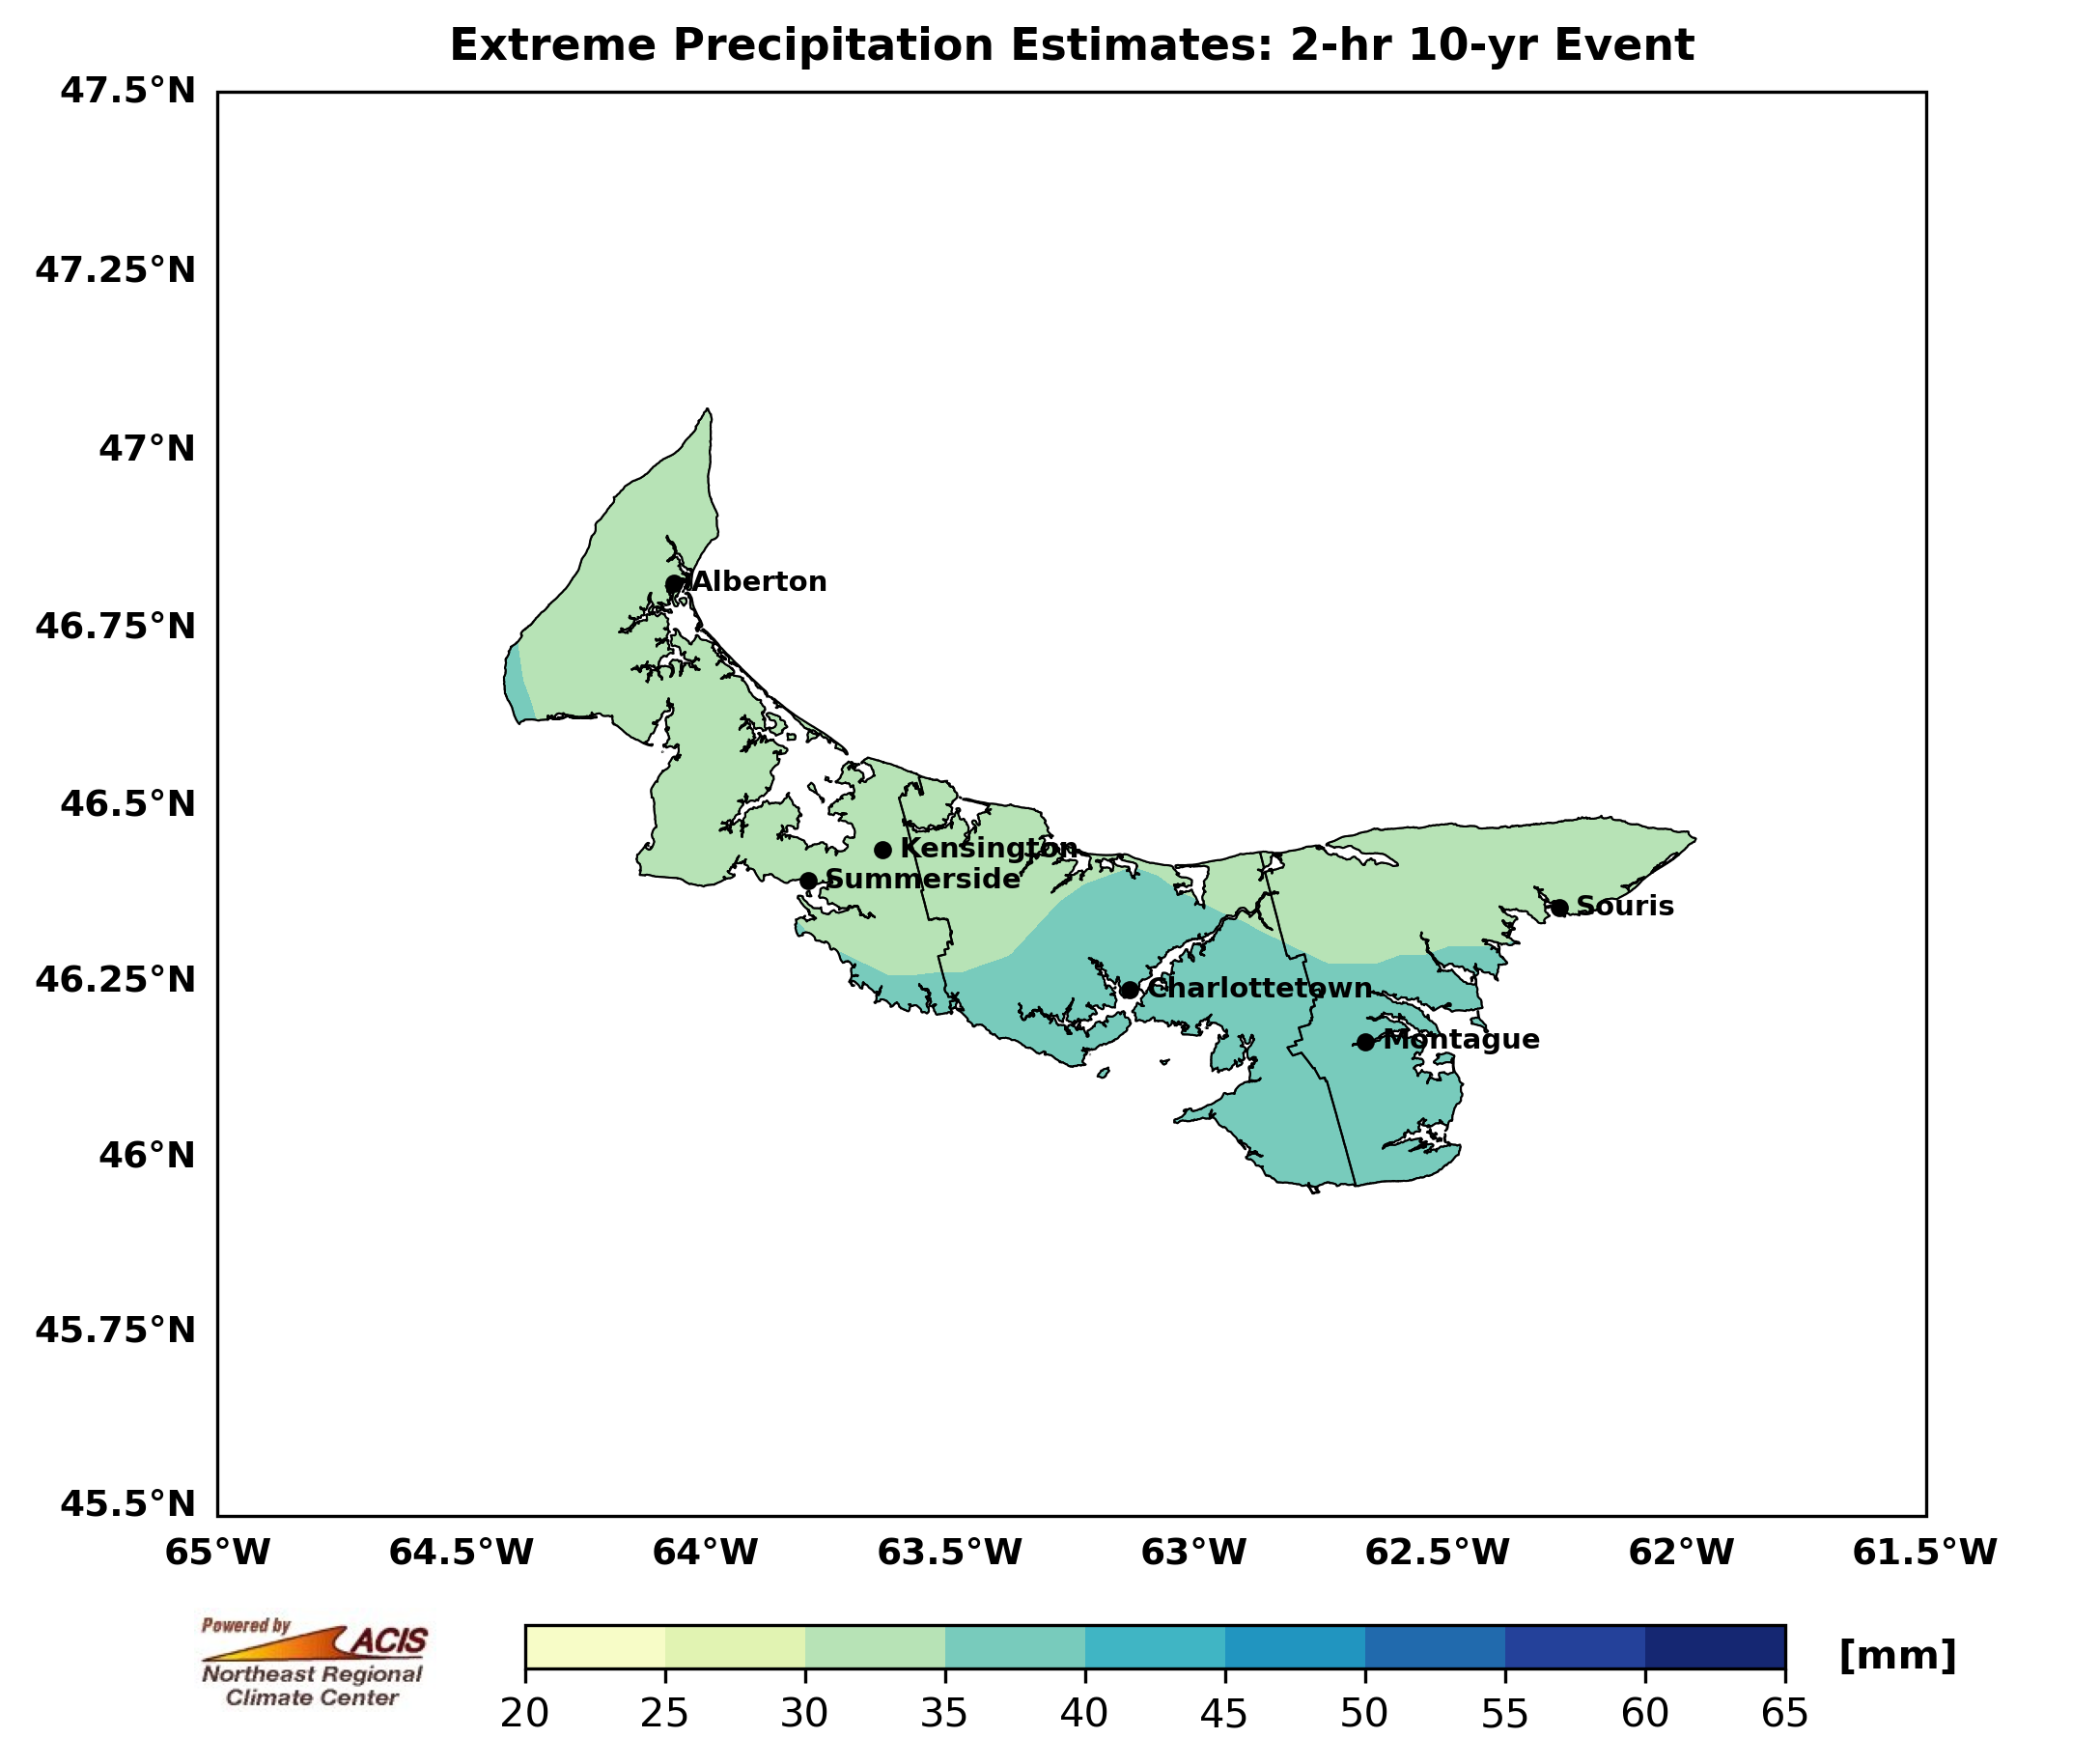 Extreme Precipitation Estimates: 2-hr 10-yr Event
47.5°N
47.25°N
47°N
46.75°N
46.5°N
46.25°N
46°N
45.75°N
45.5°N
Alberton
Kensington
Summerside
Souris
Charlottetown
Montague
65°W 64.5°W 64°W 63.5°W 63°W 62.5°W 62°W 61.5°W
Powered by
ACIS
Northeast Regional
Climate Center
[mm]
20 25 30 35 40 45 50 55 60 65